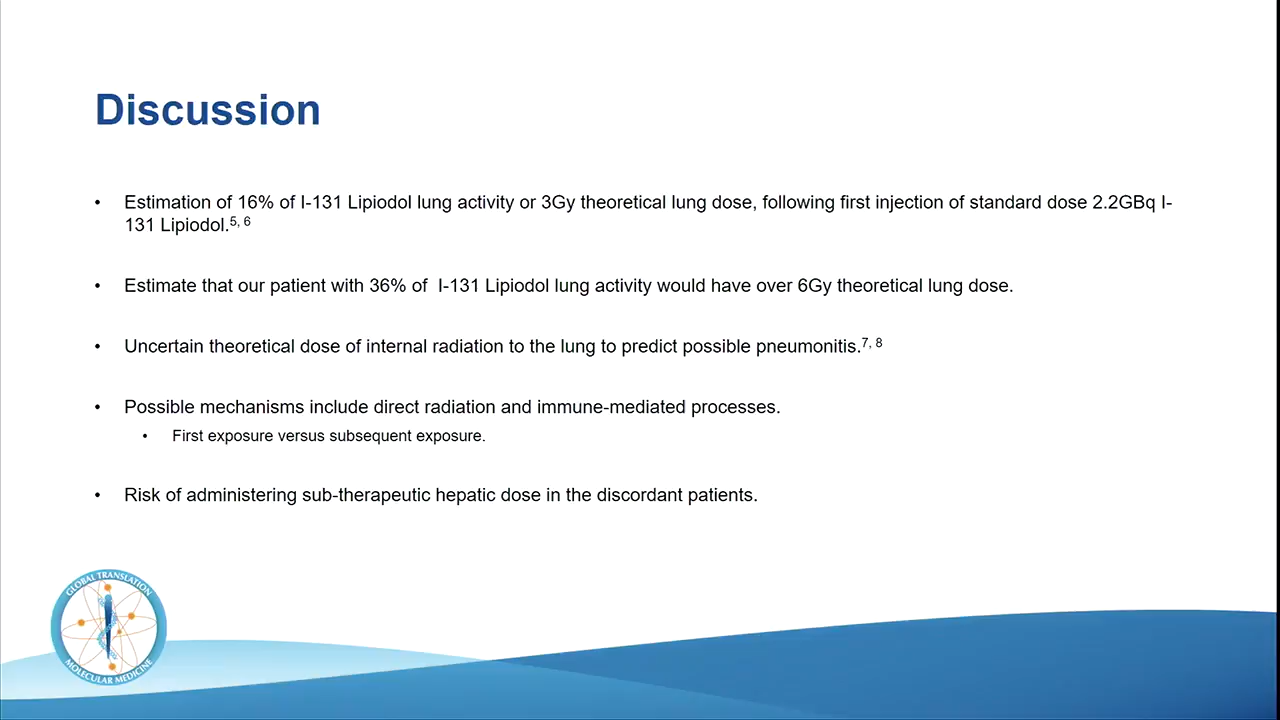 Discussion
• Estimation of 16% of I-131 Lipiodol lung activity or 3Gy theoretical lung dose, following first injection of standard dose 2.2GBq I-
131 Lipiodol.5, 6
• Estimate that our patient with 36% of  I-131 Lipiodol lung activity would have over 6Gy theoretical lung dose.
• Uncertain theoretical dose of internal radiation to the lung to predict possible pneumonitis.7, 8
• Possible mechanisms include direct radiation and immune-mediated processes.
• First exposure versus subsequent exposure.
• Risk of administering sub-therapeutic hepatic dose in the discordant patients.
GLOBAL TRANSLATION
MOLECULAR MEDICINE